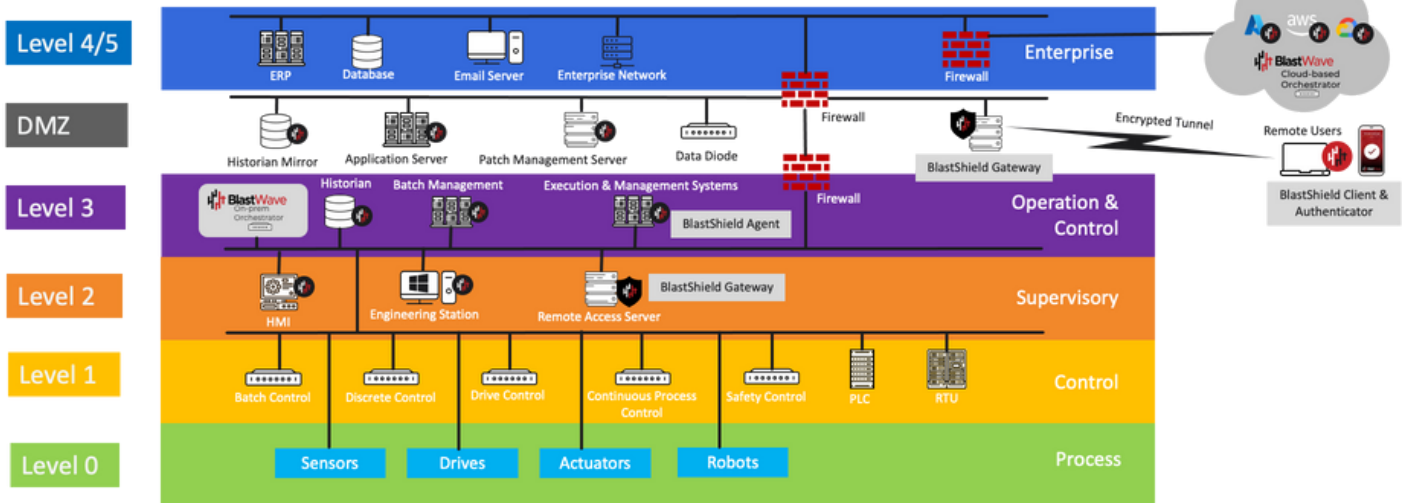 Level 4/5
ERP
Database
Email Server
Enterprise Network
Firewall
Enterprise
aws
BlastWave
Cloud-based
Orchestrator
DMZ
Historian Mirror
Application Server
Patch Management Server
Data Diode
Firewall
BlastShield Gateway
Encrypted Tunnel
Remote Users
BlastShield Client &
Authenticator
Level 3
BlastWave
On-prem
Orchestrator
Historian
Batch Management
Execution & Management Systems
BlastShield Agent
Firewall
Operation &
Control
Level 2
HMI
Engineering Station
Remote Access Server
BlastShield Gateway
Supervisory
Level 1
Batch Control
Discrete Control
Drive Control
Continuous Process
Control
Safety Control
PLC
RTU
Control
Level 0
Sensors
Drives
Actuators
Robots
Process